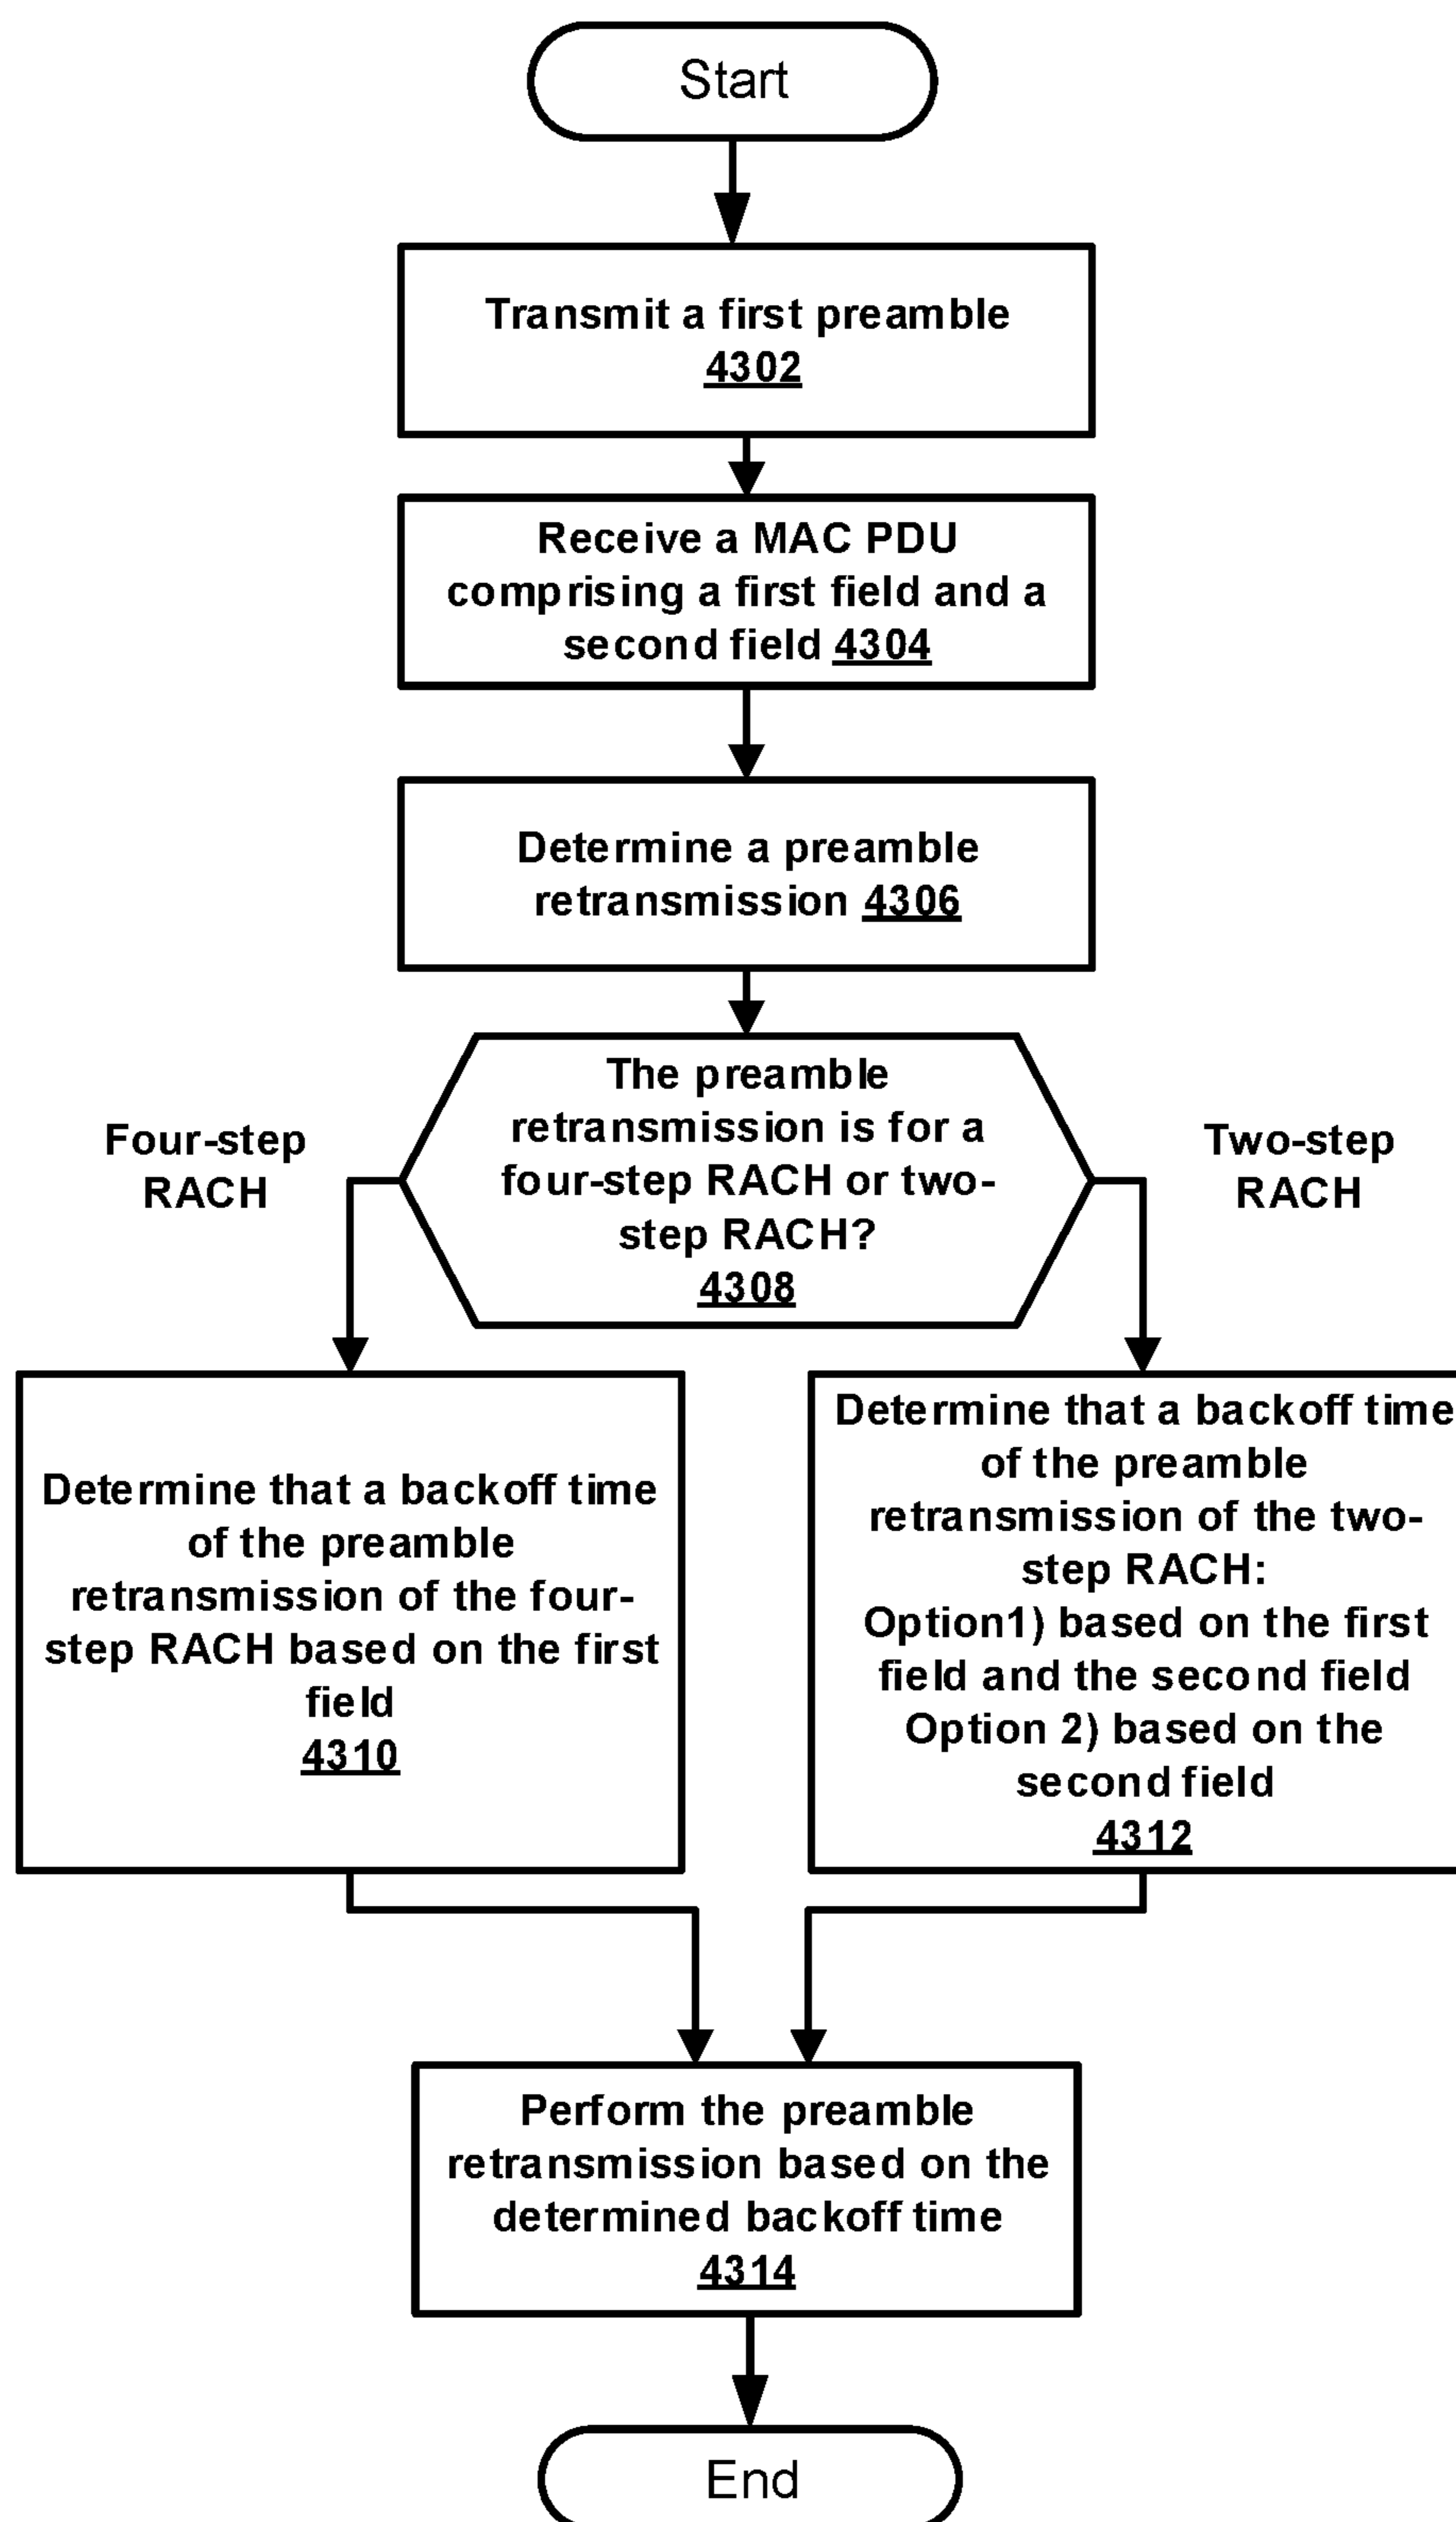 Start
Transmit a first preamble
4302
Receive a MAC PDU
comprising a first field and a
second field 4304
Determine a preamble
retransmission 4306
The preamble
retransmission is for a
four-step RACH or two-
step RACH?
4308
Four-step
RACH
Two-step
RACH
Determine that a backoff time
of the preamble
retransmission of the four-
step RACH based on the first
field
4310
Determine that a backoff time
of the preamble
retransmission of the two-
step RACH:
Option1) based on the first
field and the second field
Option 2) based on the
second field
4312
Perform the preamble
retransmission based on the
determined backoff time
4314
End